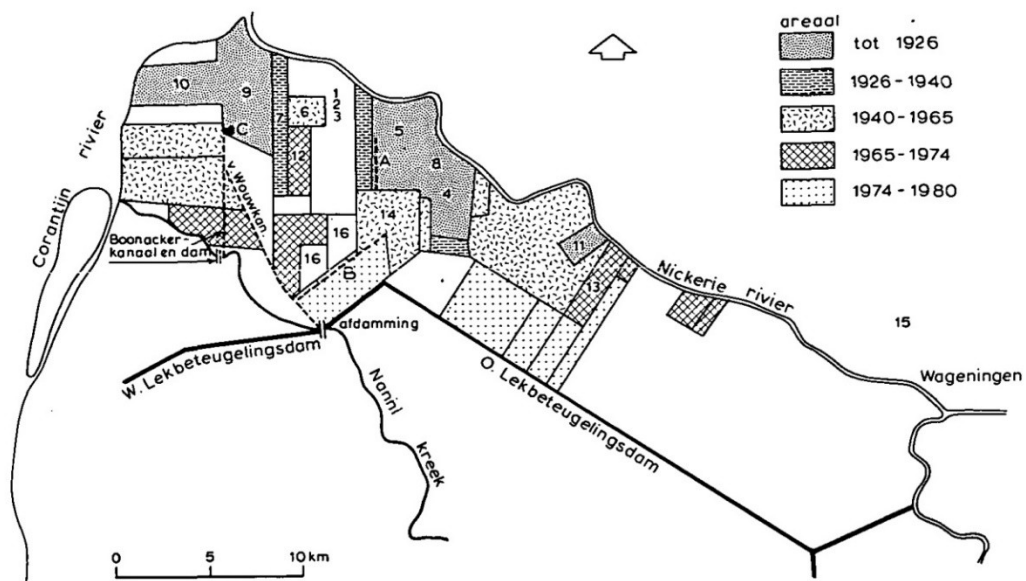 areaal
tot 1926
1926-1940
1940-1965
1965-1974
1974-1980
Corantijn rivier
10
9
C
7
6
1
2
3
12
5
A
8
4
v. Wouwkan.
Boonacker-
kanaal en dam
16
16
14
B
11
13
Nickerie rivier
15
Wageningen
afdamming
W. Lekbeteugelingsdam
O. Lekbeteugelingsdam
Nanni kreek
0 5 10 km